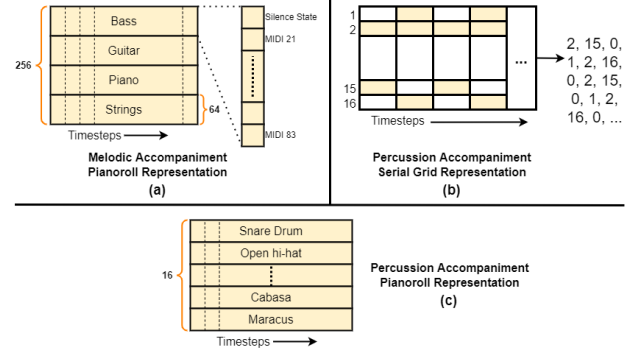 Bass
Guitar
Piano
Strings
256
64
Timesteps
Silence State
MIDI 21
MIDI 83
Melodic Accompaniment
Pianoroll Representation
(a)
1
2
15
16
...
Timesteps
2, 15, 0,
1, 2, 16,
0, 2, 15,
0, 1, 2,
16, 0, ...
Percussion Accompaniment
Serial Grid Representation
(b)
Snare Drum
Open hi-hat
Cabasa
Maracus
16
Timesteps
Percussion Accompaniment
Pianoroll Representation
(c)